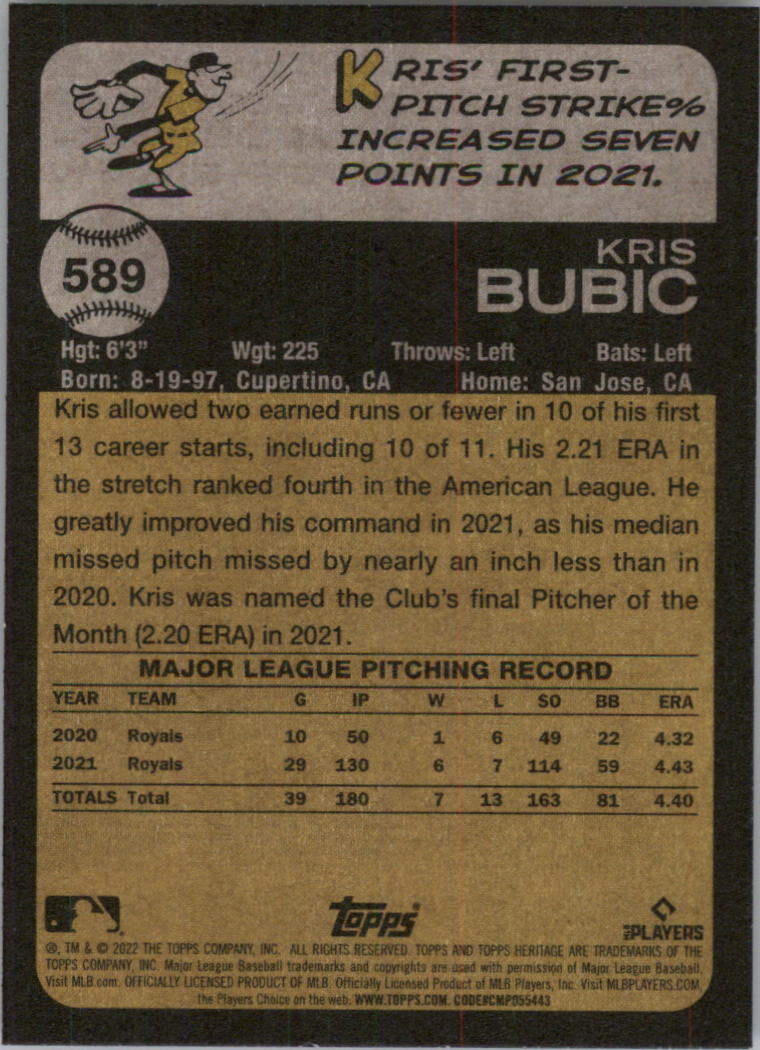 KRIS' FIRST-
PITCH STRIKE%
INCREASED SEVEN
POINTS IN 2021.
589
KRIS
BUBIC
Hgt: 6'3" Wgt: 225 Throws: Left Bats: Left
Born: 8-19-97, Cupertino, CA Home: San Jose, CA
Kris allowed two earned runs or fewer in 10 of his first
13 career starts, including 10 of 11. His 2.21 ERA in
the stretch ranked fourth in the American League. He
greatly improved his command in 2021, as his median
missed pitch missed by nearly an inch less than in
2020. Kris was named the Club's final Pitcher of the
Month (2.20 ERA) in 2021.
MAJOR LEAGUE PITCHING RECORD
YEAR TEAM G IP W L SO BB ERA
2020 Royals 10 50 1 6 49 22 4.32
2021 Royals 29 130 6 7 114 59 4.43
TOTALS Total 39 180 7 13 163 81 4.40
Topps
MLB PLAYERS
®, TM & © 2022 THE TOPPS COMPANY, INC. ALL RIGHTS RESERVED. TOPPS AND TOPPS HERITAGE ARE TRADEMARKS OF THE
TOPPS COMPANY, INC. Major League Baseball trademarks and copyrights are used with permission of Major League Baseball.
Visit MLB.com. OFFICIALLY LICENSED PRODUCT OF MLB. Officially Licensed Product of MLB Players, Inc. Visit MLBPLAYERS.COM,
the Players Choice on the web. WWW.TOPPS.COM. CODE#CMP055443